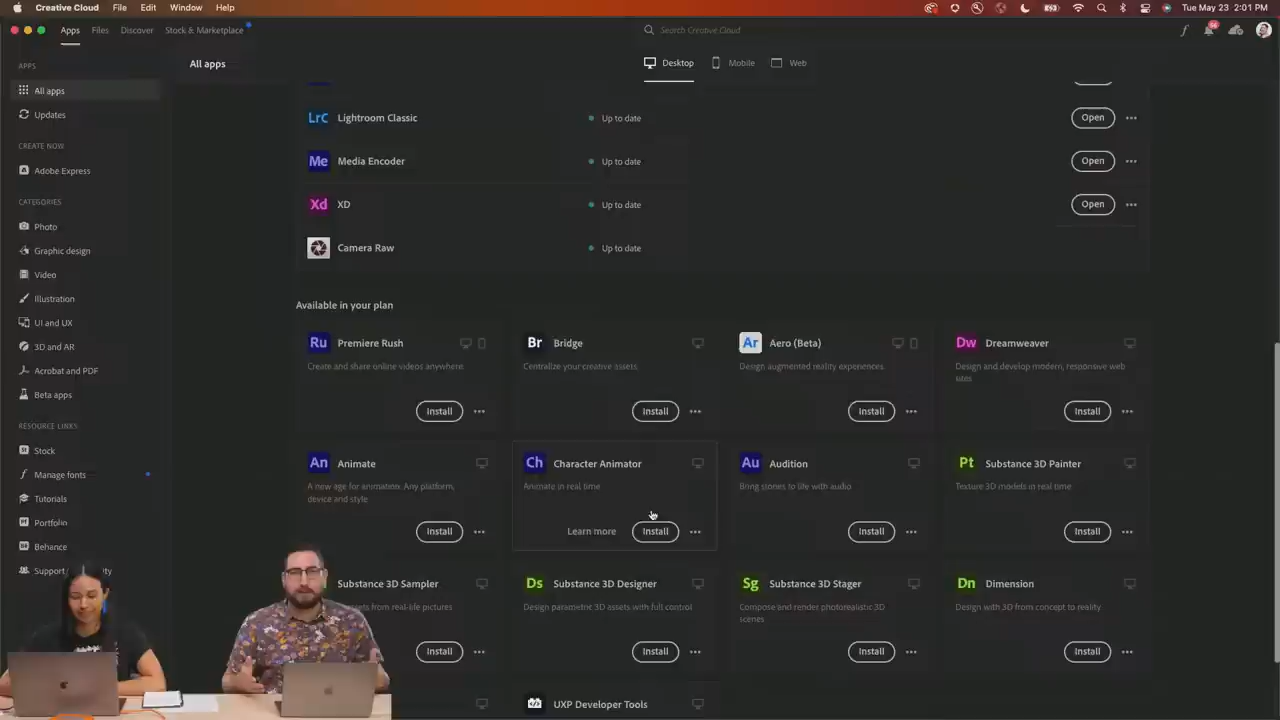 Creative Cloud File Edit Window Help Tue May 23 2:01 PM
Apps Files Discover Stock & Marketplace Search Creative Cloud
APPS
All apps
Updates
CREATE NOW
Adobe Express
CATEGORIES
Photo
Graphic design
Video
Illustration
UI and UX
3D and AR
Acrobat and PDF
Beta apps
RESOURCE LINKS
Stock
Manage fonts
Tutorials
Portfolio
Behance
All apps
Desktop Mobile Web
LrC Lightroom Classic Up to date Open
Me Media Encoder Up to date Open
Xd XD Up to date Open
Camera Raw Up to date
Available in your plan
Ru Premiere Rush
Create and share online videos anywhere.
Install
Br Bridge
Centralize your creative assets.
Install
Ar Aero (Beta)
Design augmented reality experiences.
Install
Dw Dreamweaver
Design and develop modern, responsive web
sites
Install
An Animate
A new age for animation. Any platform,
device and style
Install
Ch Character Animator
Animate in real time
Learn more Install
Au Audition
Bring stories to life with audio
Install
Pt Substance 3D Painter
Texture 3D models in real time
Install
Substance 3D Sampler
from real-life pictures
Install
Ds Substance 3D Designer
Design parametric 3D assets with full control
Install
Sg Substance 3D Stager
Compose and render photorealistic 3D
scenes
Install
Dn Dimension
Design with 3D from concept to reality
Install
UXP Developer Tools